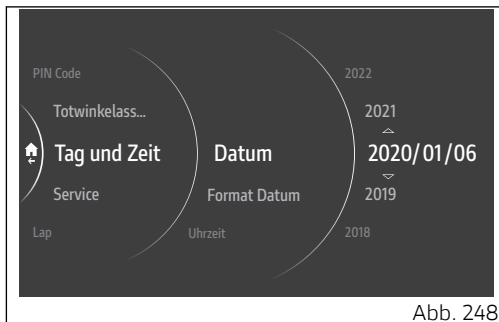 PIN Code
2022
Totwinkelass...
2021
Tag und Zeit
Datum
2020/01/06
Service
Format Datum
2019
Lap
Uhrzeit
2018
Abb. 248